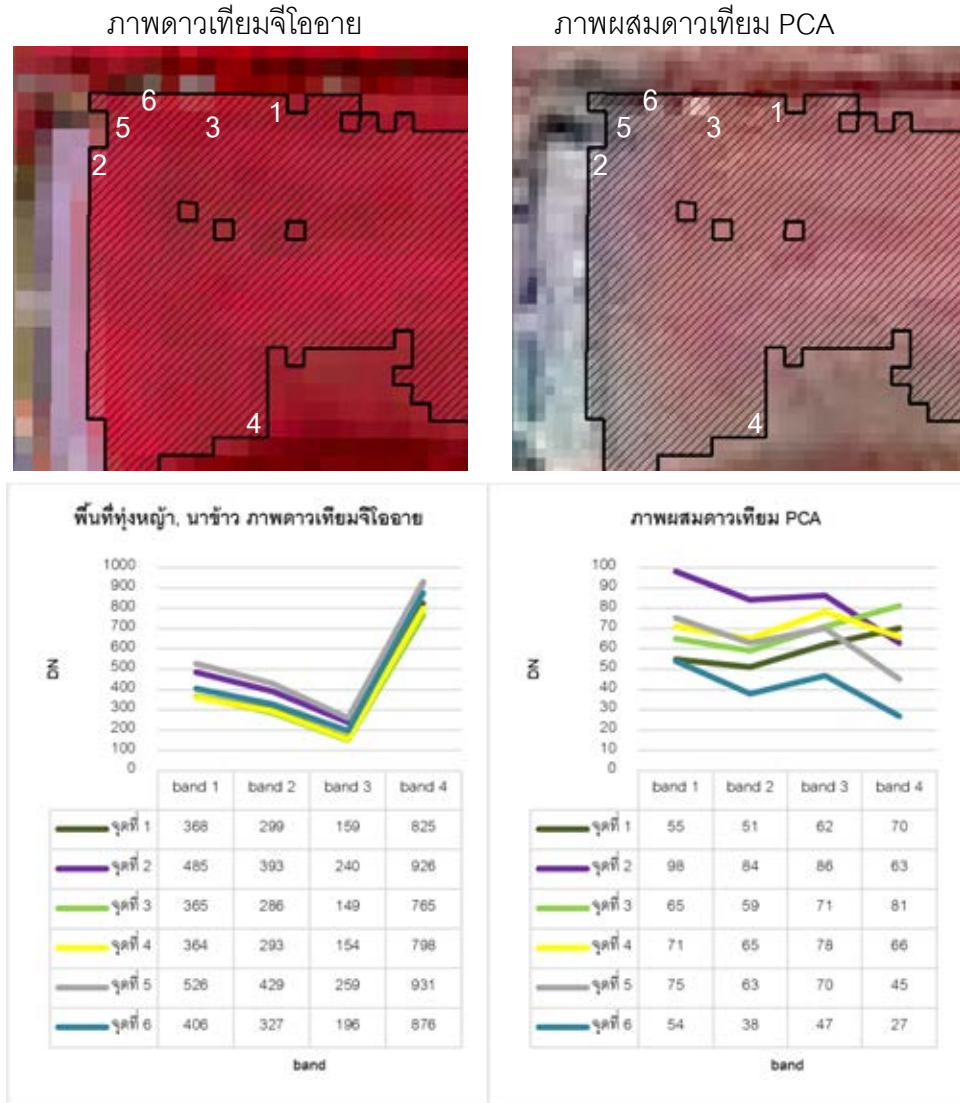 ภาพดาวเทียมจีโออาย
ภาพผสมดาวเทียม PCA
6
1
5
3
2
4
6
1
5
3
2
4
พื้นที่ทุ่งหญ้า, นาข้าว ภาพดาวเทียมจีโออาย
1000
900
800
700
600
500
400
300
200
100
0
DN
band 1 band 2 band 3 band 4
จุดที่ 1 368 299 159 825
จุดที่ 2 485 393 240 926
จุดที่ 3 365 286 149 765
จุดที่ 4 364 293 154 798
จุดที่ 5 526 429 259 931
จุดที่ 6 406 327 196 876
band
ภาพผสมดาวเทียม PCA
100
90
80
70
60
50
40
30
20
10
0
DN
band 1 band 2 band 3 band 4
จุดที่ 1 55 51 62 70
จุดที่ 2 98 84 86 63
จุดที่ 3 65 59 71 81
จุดที่ 4 71 65 78 66
จุดที่ 5 75 63 70 45
จุดที่ 6 54 38 47 27
band